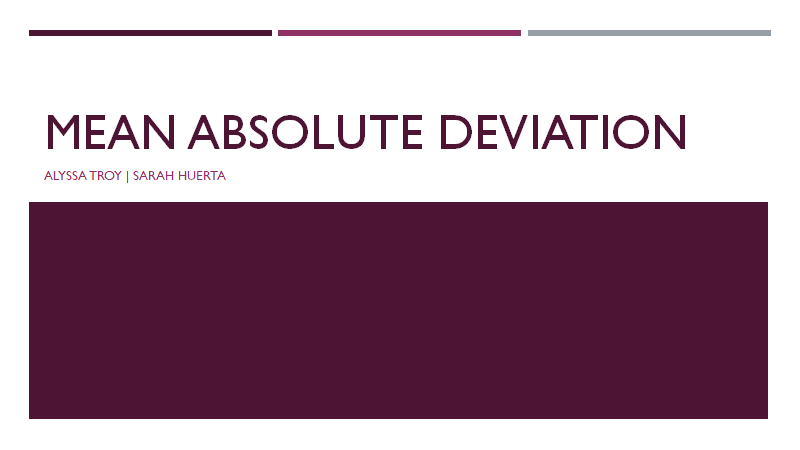 MEAN ABSOLUTE DEVIATION
ALYSSA TROY | SARAH HUERTA